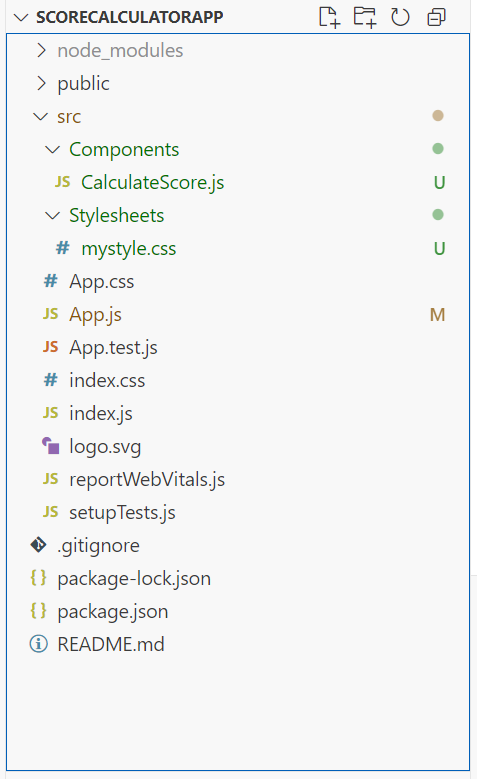 SCORECALCULATORAPP
node_modules
public
src
Components
JS CalculateScore.js U
Stylesheets
# mystyle.css U
# App.css
JS App.js M
JS App.test.js
# index.css
JS index.js
logo.svg
JS reportWebVitals.js
JS setupTests.js
.gitignore
{} package-lock.json
{} package.json
README.md